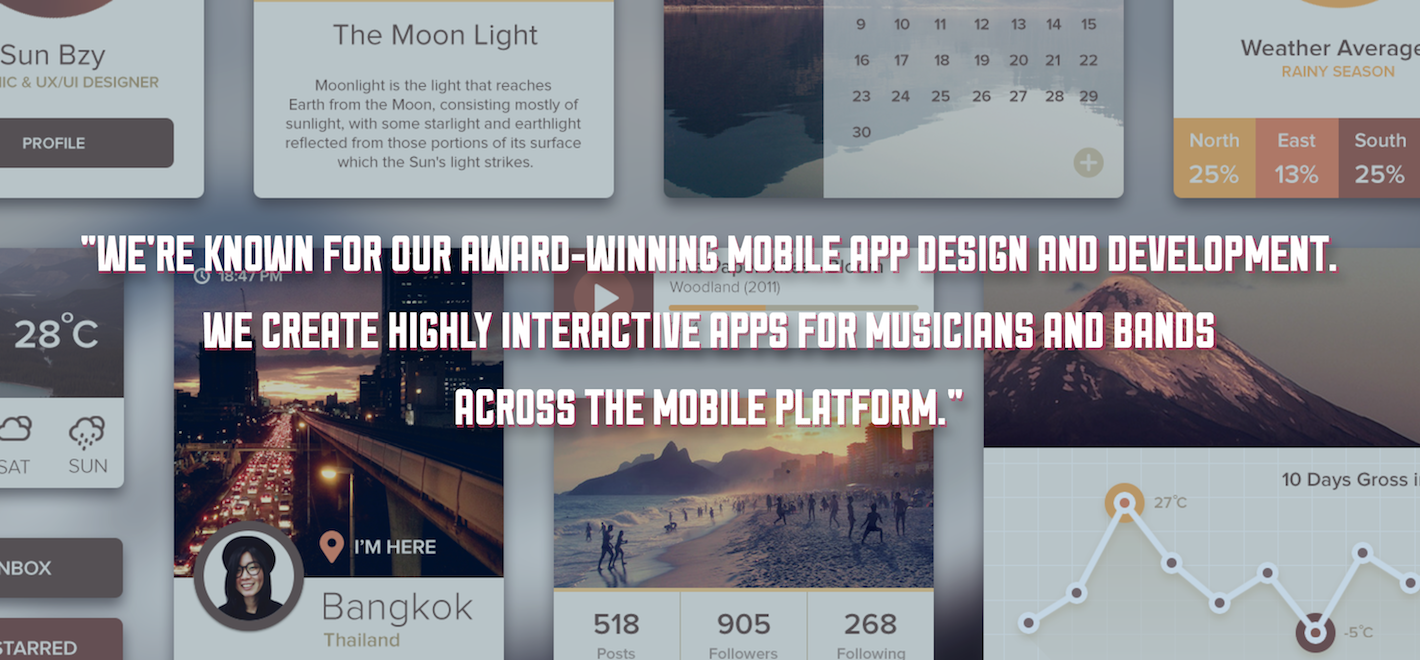 Sun Bzy
& UX/UI DESIGNER
PROFILE
The Moon Light
Moonlight is the light that reaches
Earth from the Moon, consisting mostly of
sunlight, with some starlight and earthlight
reflected from those portions of its surface
which the Sun's light strikes.
9 10 11 12 13 14 15
16 17 18 19 20 21 22
23 24 25 26 27 28 29
30
Weather Average
RAINY SEASON
North East South
25% 13% 25%
"WE'RE KNOWN FOR OUR AWARD-WINNING MOBILE APP DESIGN AND DEVELOPMENT.
WE CREATE HIGHLY INTERACTIVE APPS FOR MUSICIANS AND BANDS
ACROSS THE MOBILE PLATFORM."
28°C
SAT SUN
NBOX
STARRED
18:47 PM
I'M HERE
Bangkok
Thailand
Woodland (2011)
518 905 268
Posts Followers Following
10 Days Gross i
27°C
-5°C